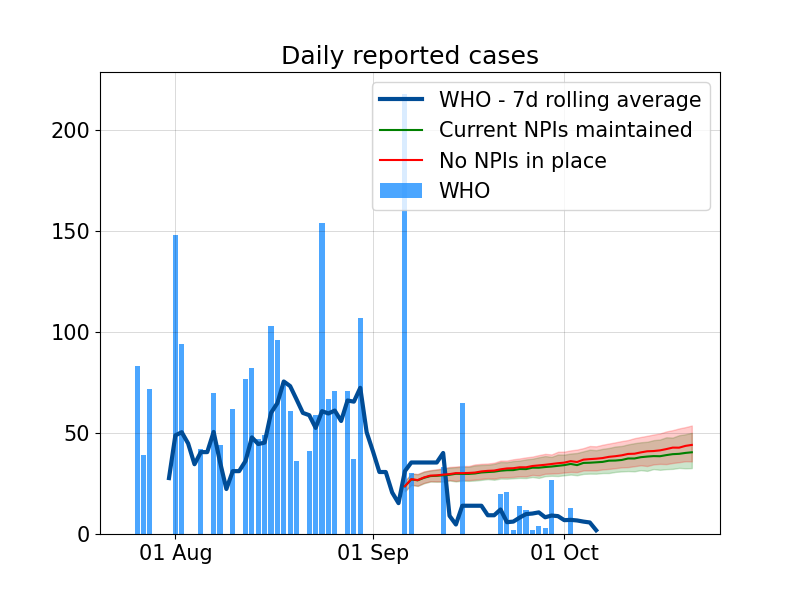 Daily reported cases
WHO - 7d rolling average
Current NPIs maintained
No NPIs in place
WHO
200
150
100
50
0
01 Aug
01 Sep
01 Oct